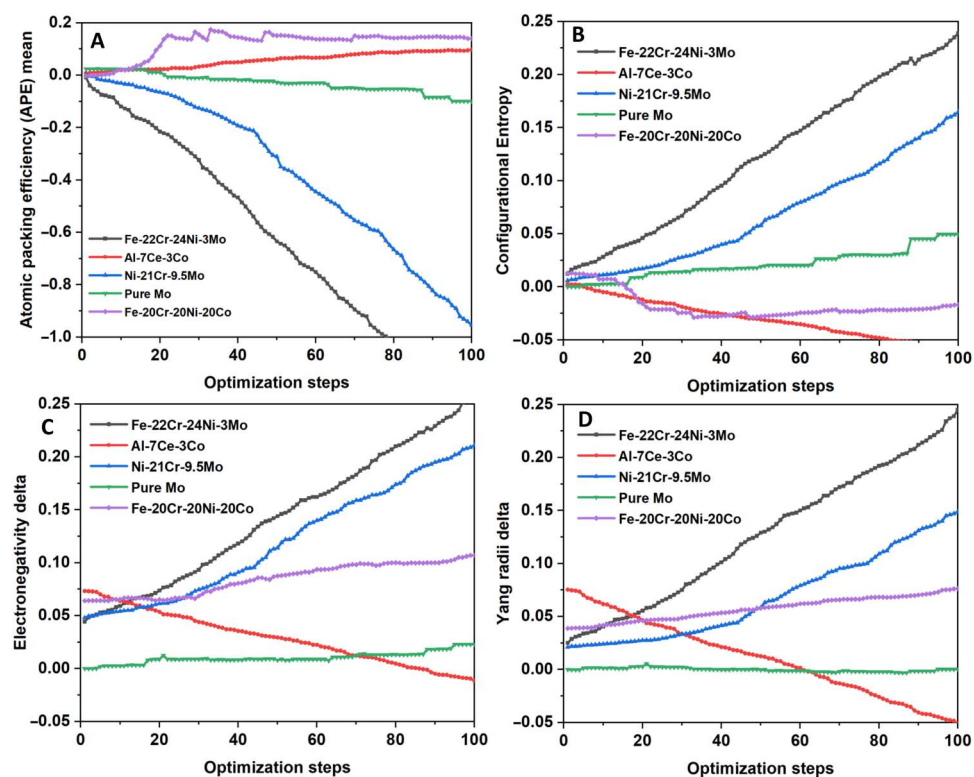 A
Atomic packing efficiency (APE) mean
0.2
0.0
−0.2
−0.4
−0.6
−0.8
−1.0
Fe-22Cr-24Ni-3Mo
Al-7Ce-3Co
Ni-21Cr-9.5Mo
Pure Mo
Fe-20Cr-20Ni-20Co
0 20 40 60 80 100
Optimization steps
B
Configurational Entropy
0.25
0.20
0.15
0.10
0.05
0.00
−0.05
Fe-22Cr-24Ni-3Mo
Al-7Ce-3Co
Ni-21Cr-9.5Mo
Pure Mo
Fe-20Cr-20Ni-20Co
0 20 40 60 80 100
Optimization steps
C
Electronegativity delta
0.25
0.20
0.15
0.10
0.05
0.00
−0.05
Fe-22Cr-24Ni-3Mo
Al-7Ce-3Co
Ni-21Cr-9.5Mo
Pure Mo
Fe-20Cr-20Ni-20Co
0 20 40 60 80 100
Optimization steps
D
Yang radii delta
0.25
0.20
0.15
0.10
0.05
0.00
−0.05
Fe-22Cr-24Ni-3Mo
Al-7Ce-3Co
Ni-21Cr-9.5Mo
Pure Mo
Fe-20Cr-20Ni-20Co
0 20 40 60 80 100
Optimization steps